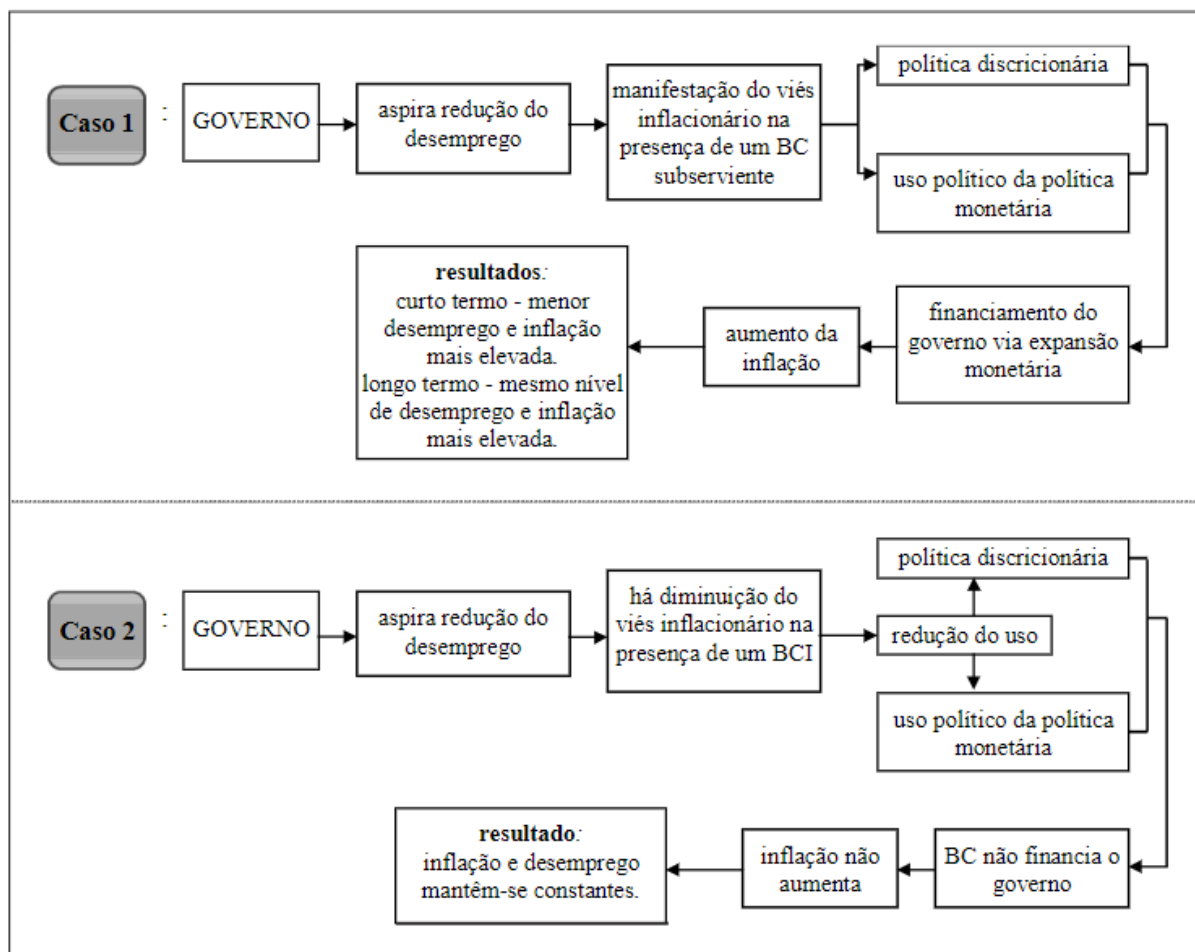 Caso 1
:
GOVERNO
aspira redução do
desemprego
manifestação do viés
inflacionário na
presença de um BC
subserviente
política discricionária
uso político da política
monetária
financiamento do
governo via expansão
monetária
aumento da
inflação
resultados:
curto termo - menor
desemprego e inflação
mais elevada.
longo termo - mesmo nível
de desemprego e inflação
mais elevada.
Caso 2
:
GOVERNO
aspira redução do
desemprego
há diminuição do
viés inflacionário na
presença de um BCI
política discricionária
redução do uso
uso político da política
monetária
BC não financia o
governo
inflação não
aumenta
resultado:
inflação e desemprego
mantêm-se constantes.